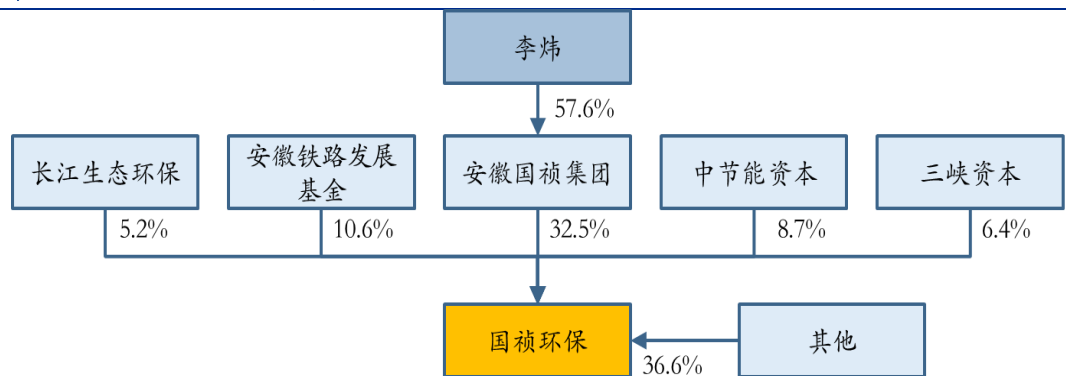 李炜
57.6%
长江生态环保
安徽铁路发展
基金
安徽国祯集团
中节能资本
三峡资本
5.2%
10.6%
32.5%
8.7%
6.4%
国祯环保
其他
36.6%